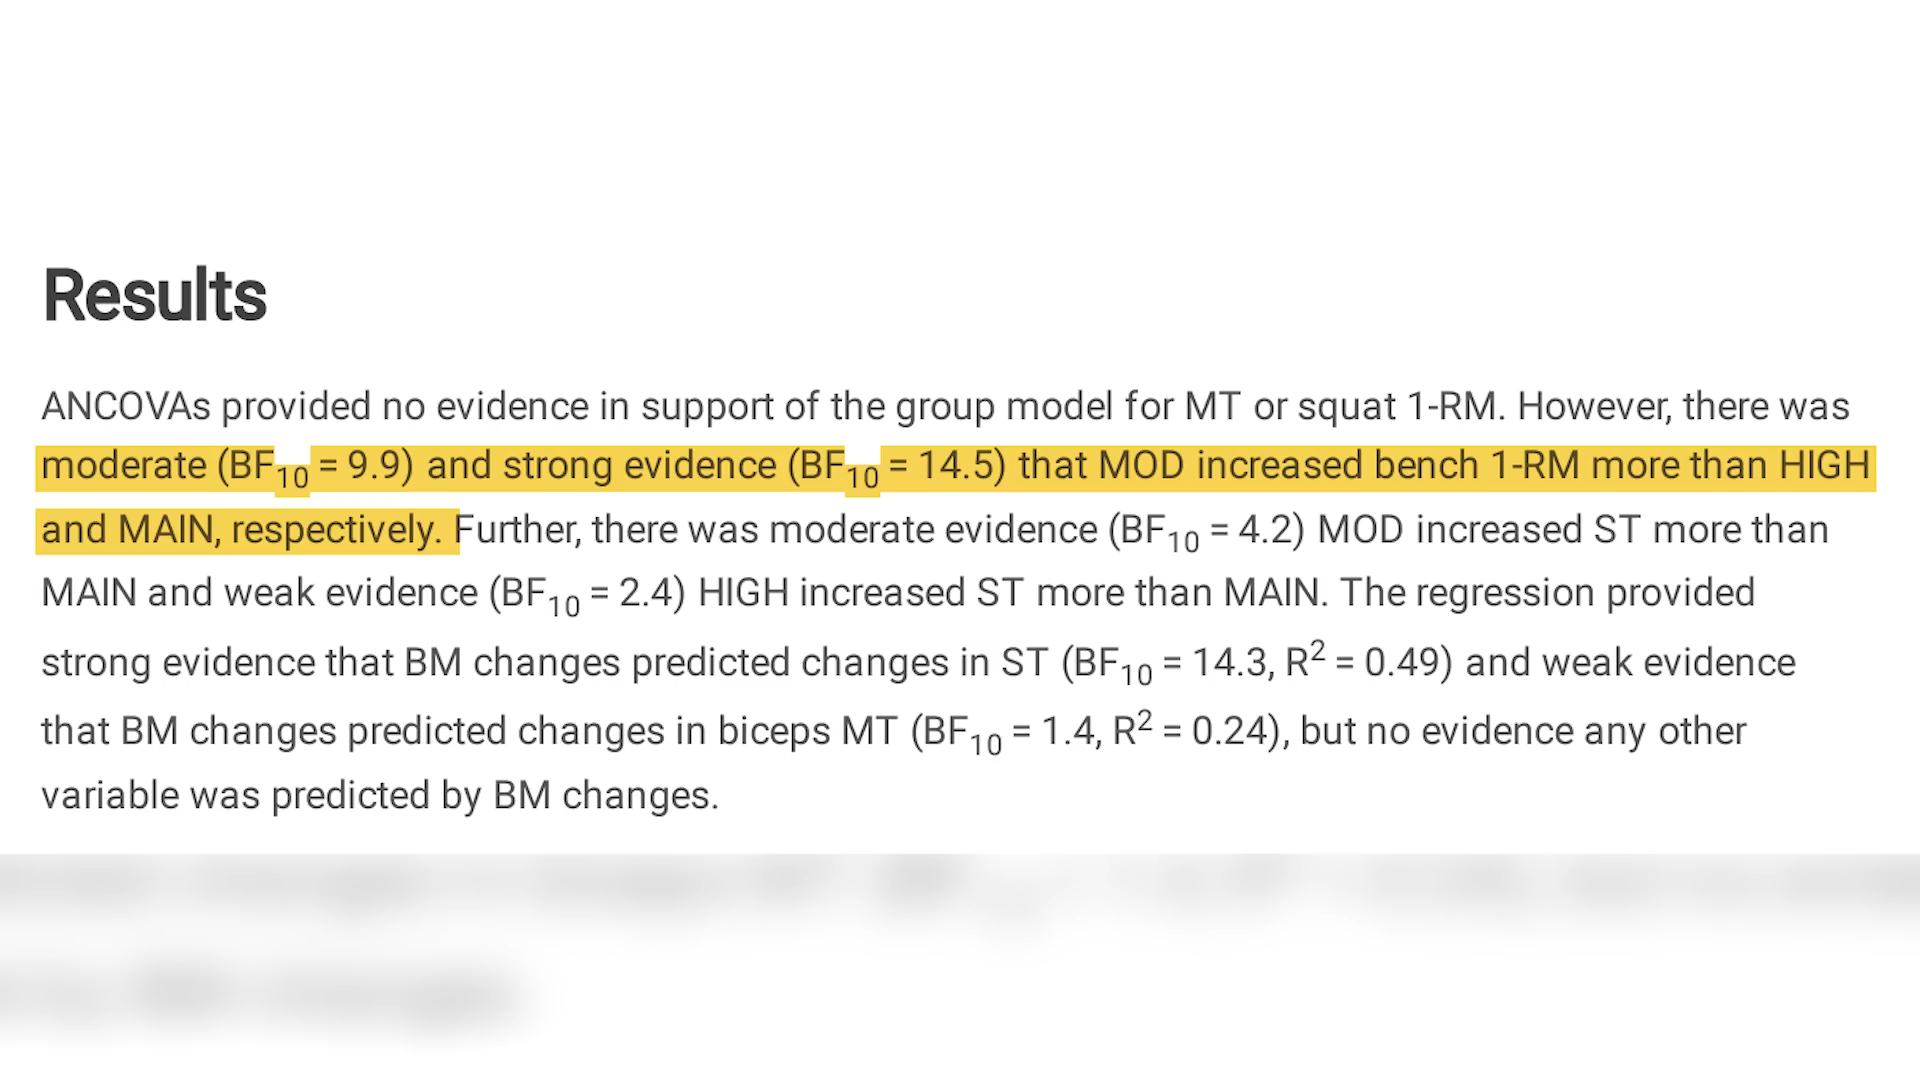 Results
ANCOVAs provided no evidence in support of the group model for MT or squat 1-RM. However, there was
moderate (BF10 = 9.9) and strong evidence (BF10 = 14.5) that MOD increased bench 1-RM more than HIGH
and MAIN, respectively. Further, there was moderate evidence (BF10 = 4.2) MOD increased ST more than
MAIN and weak evidence (BF10 = 2.4) HIGH increased ST more than MAIN. The regression provided
strong evidence that BM changes predicted changes in ST (BF10 = 14.3, R2 = 0.49) and weak evidence
that BM changes predicted changes in biceps MT (BF10 = 1.4, R2 = 0.24), but no evidence any other
variable was predicted by BM changes.